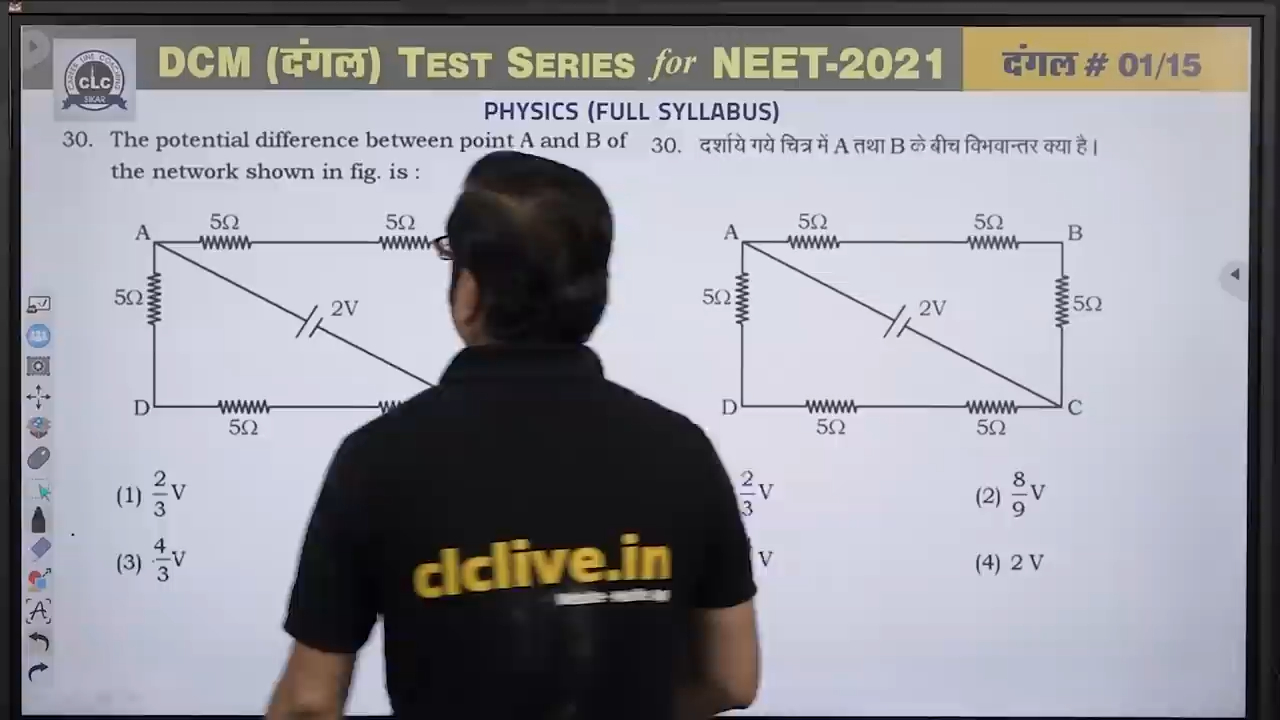 DCM (दंगल) TEST SERIES for NEET-2021
दंगल # 01/15
CLC
SIKAR
PHYSICS (FULL SYLLABUS)
30. The potential difference between point A and B of
the network shown in fig. is :
A 5Ω 5Ω
5Ω 2V
D
5Ω
(1) 2/3 V
(3) 4/3 V
30. दर्शाये गये चित्र में A तथा B के बीच विभवान्तर क्या है।
A 5Ω 5Ω B
5Ω 2V 5Ω
D C
5Ω 5Ω
2/3 V (2) 8/9 V
V (4) 2 V
clclive.in